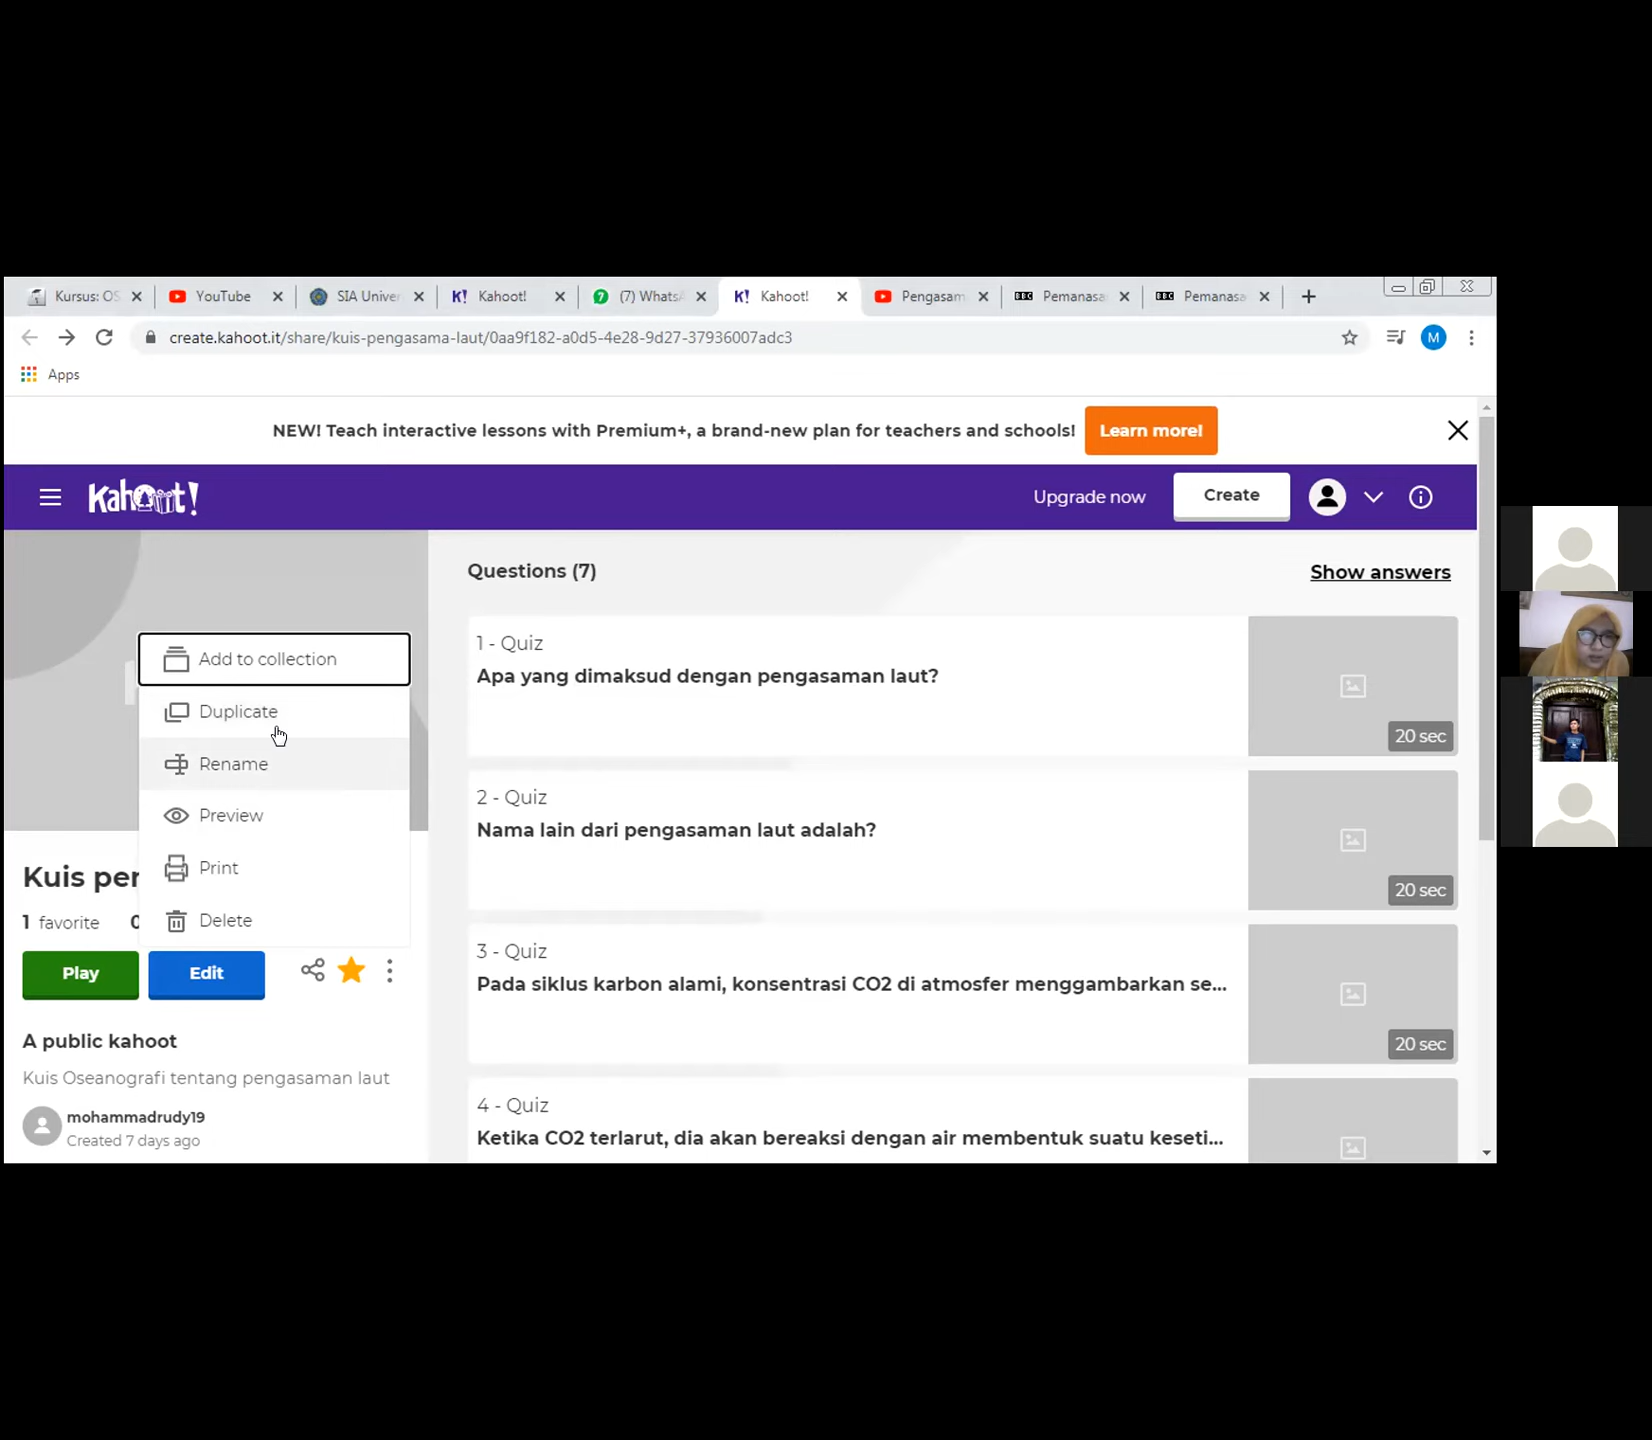 Kursus: OS
YouTube
SIA Univer
K! Kahoot!
7 (7) Whats
K! Kahoot!
Pengasam
BBC Pemanasa
BBC Pemanasa
create.kahoot.it/share/kuis-pengasama-laut/0aa9f182-a0d5-4e28-9d27-37936007adc3
M
Apps
NEW! Teach interactive lessons with Premium+, a brand-new plan for teachers and schools!
Learn more!
Kahoot!
Upgrade now
Create
Add to collection
Duplicate
Rename
Preview
Print
Delete
Kuis per
1 favorite
Play
Edit
A public kahoot
Kuis Oseanografi tentang pengasaman laut
mohammadrudy19
Created 7 days ago
Questions (7)
Show answers
1 - Quiz
Apa yang dimaksud dengan pengasaman laut?
20 sec
2 - Quiz
Nama lain dari pengasaman laut adalah?
20 sec
3 - Quiz
Pada siklus karbon alami, konsentrasi CO2 di atmosfer menggambarkan se...
20 sec
4 - Quiz
Ketika CO2 terlarut, dia akan bereaksi dengan air membentuk suatu keseti...